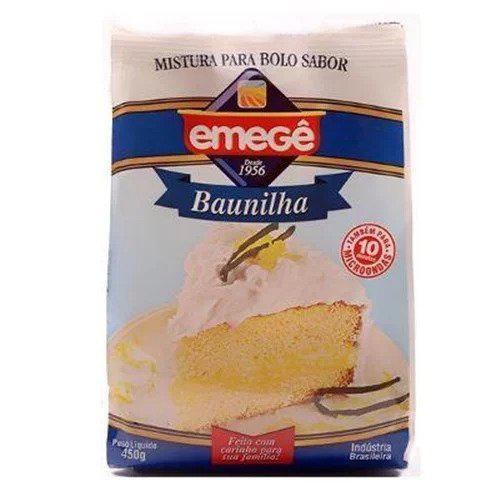 MISTURA PARA BOLO SABOR
emegê
Desde
1956
Baunilha
TAMBÉM PARA
10
minutos
MICROONDAS
Feito com
carinho para
sua família!
Peso Líquido
450g
Indústria
Brasileira